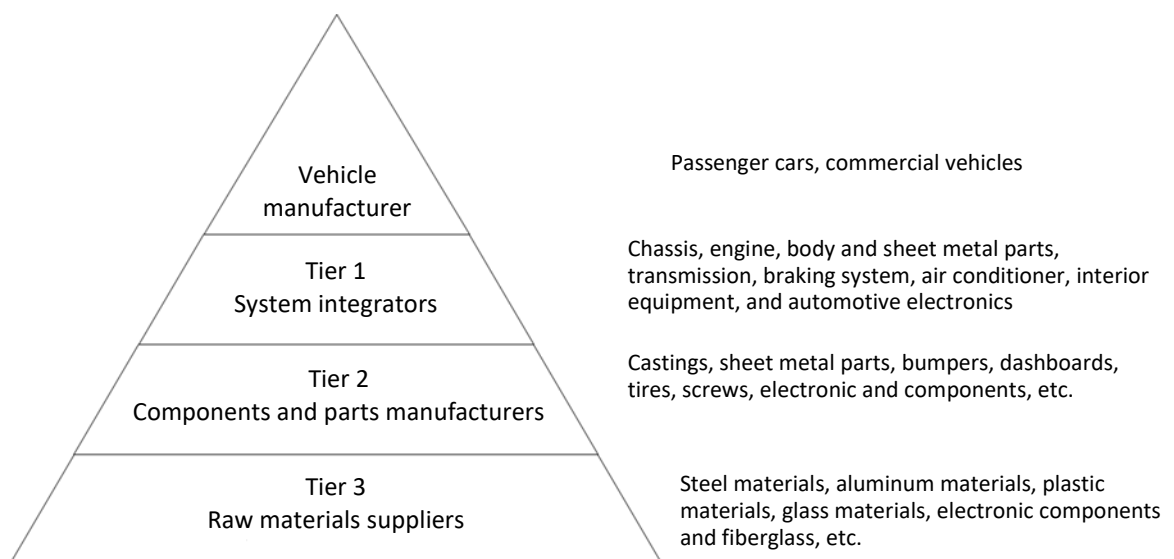 Vehicle
manufacturer
Passenger cars, commercial vehicles
Tier 1
System integrators
Chassis, engine, body and sheet metal parts,
transmission, braking system, air conditioner, interior
equipment, and automotive electronics
Tier 2
Components and parts manufacturers
Castings, sheet metal parts, bumpers, dashboards,
tires, screws, electronic and components, etc.
Tier 3
Raw materials suppliers
Steel materials, aluminum materials, plastic
materials, glass materials, electronic components
and fiberglass, etc.